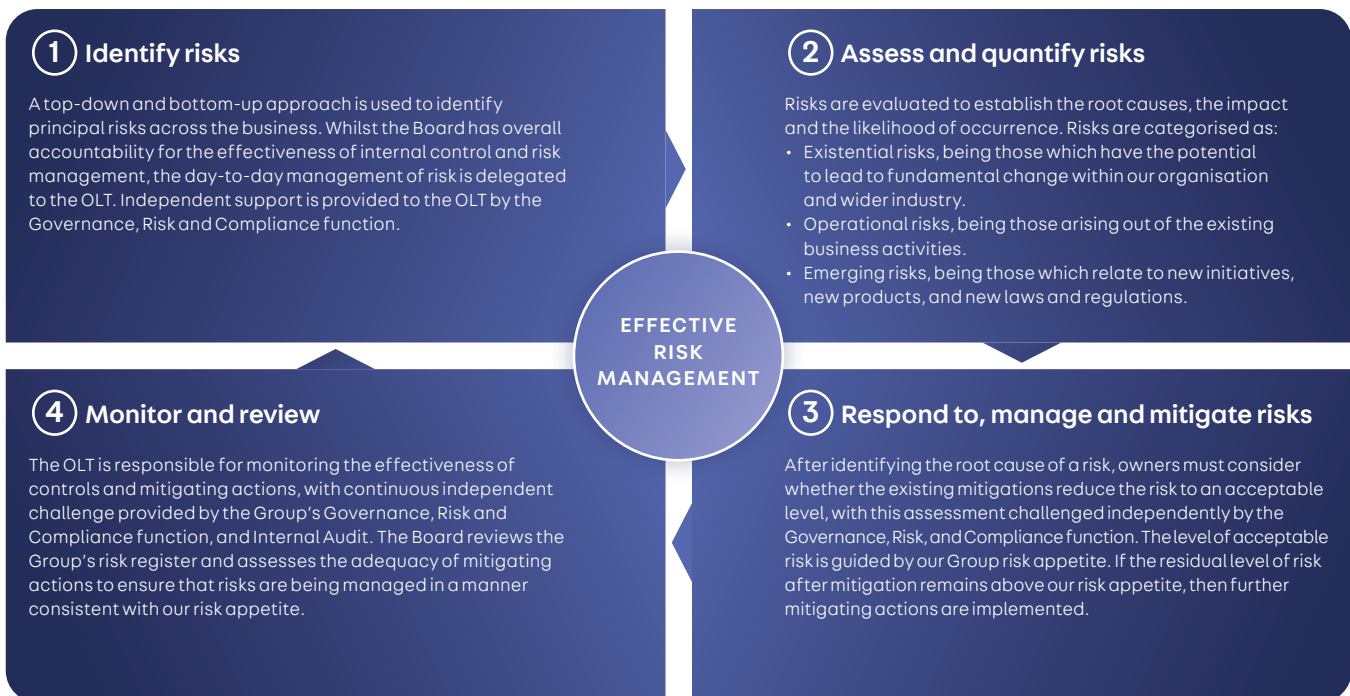 1 Identify risks
A top-down and bottom-up approach is used to identify
principal risks across the business. Whilst the Board has overall
accountability for the effectiveness of internal control and risk
management, the day-to-day management of risk is delegated
to the OLT. Independent support is provided to the OLT by the
Governance, Risk and Compliance function.
2 Assess and quantify risks
Risks are evaluated to establish the root causes, the impact
and the likelihood of occurrence. Risks are categorised as:
• Existential risks, being those which have the potential
to lead to fundamental change within our organisation
and wider industry.
• Operational risks, being those arising out of the existing
business activities.
• Emerging risks, being those which relate to new initiatives,
new products, and new laws and regulations.
EFFECTIVE
RISK
MANAGEMENT
4 Monitor and review
The OLT is responsible for monitoring the effectiveness of
controls and mitigating actions, with continuous independent
challenge provided by the Group's Governance, Risk and
Compliance function, and Internal Audit. The Board reviews the
Group's risk register and assesses the adequacy of mitigating
actions to ensure that risks are being managed in a manner
consistent with our risk appetite.
3 Respond to, manage and mitigate risks
After identifying the root cause of a risk, owners must consider
whether the existing mitigations reduce the risk to an acceptable
level, with this assessment challenged independently by the
Governance, Risk, and Compliance function. The level of acceptable
risk is guided by our Group risk appetite. If the residual level of risk
after mitigation remains above our risk appetite, then further
mitigating actions are implemented.